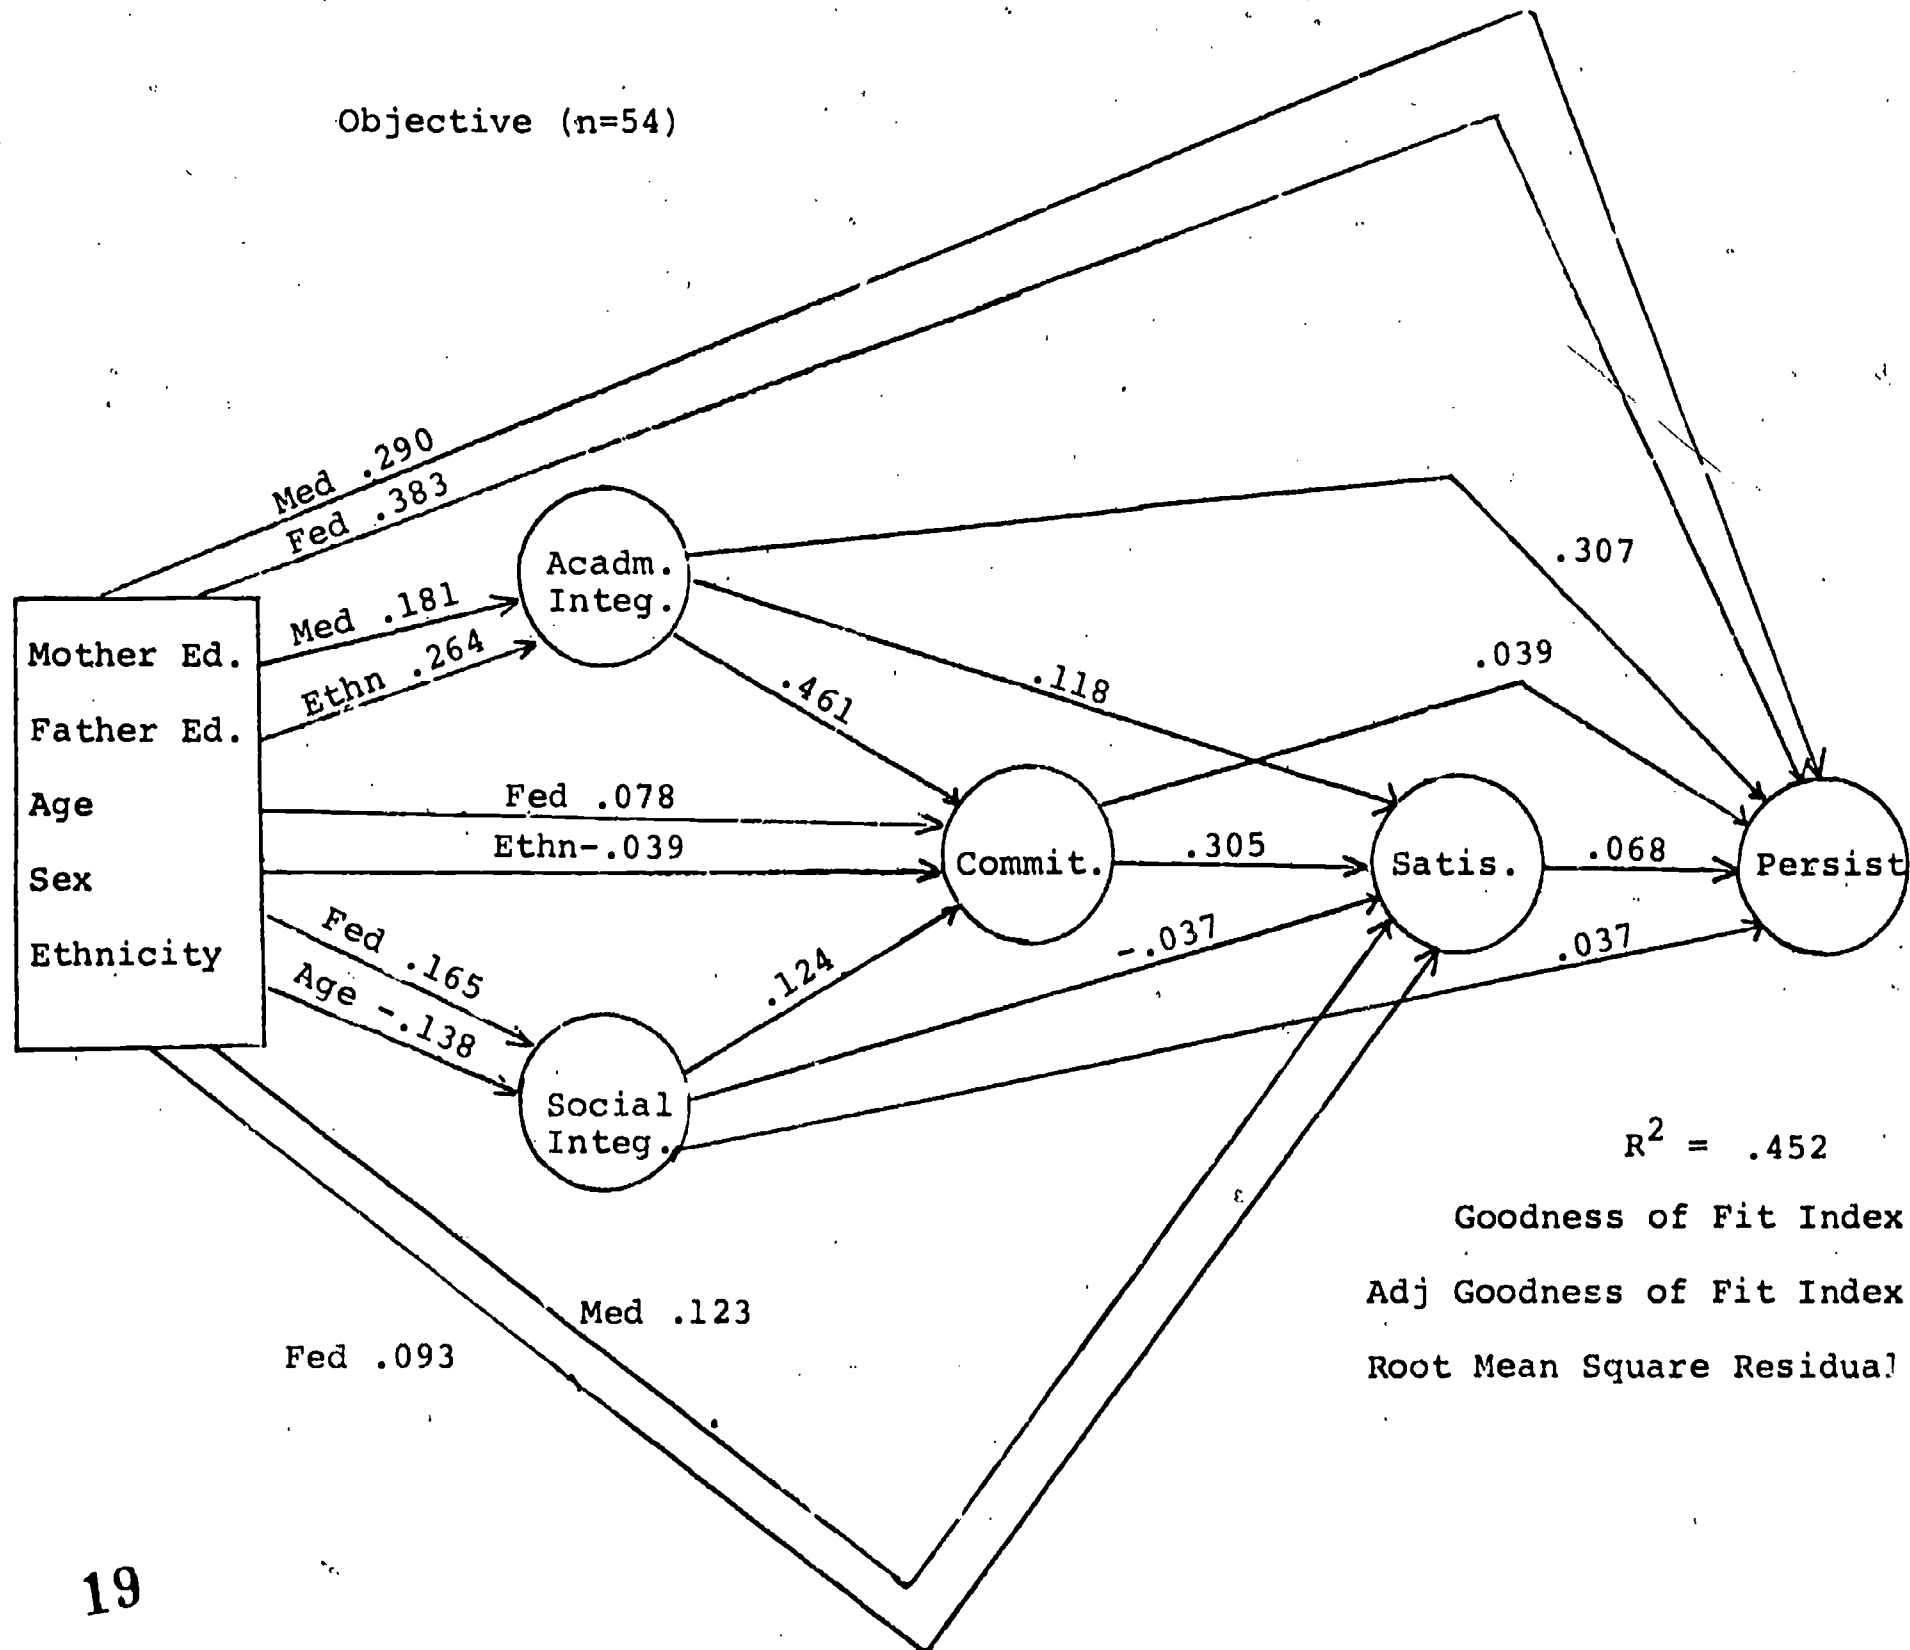 Objective (n=54)
Med .290
Fed .383
Acadm.
Integ.
.307
Med .181
Ethn .264
Mother Ed.
Father Ed.
Age
Sex
Ethnicity
.118
.039
.461
Fed .078
Ethn-.039
Commit.
.305
Satis.
.068
Persist
Fed .165
Age -.138
.124
-.037
.037
Social
Integ.
R² = .452
Goodness of Fit Index
Adj Goodness of Fit Index
Root Mean Square Residual
Med .123
Fed .093
19